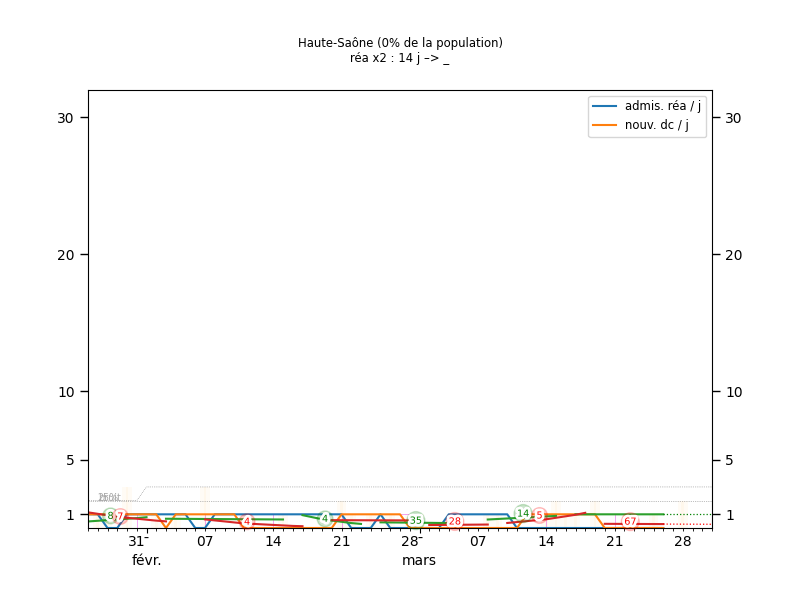 Haute-Saône (0% de la population)
réa x2 : 14 j –> _
admis. réa / j
nouv. dc / j
30 30
20 20
10 10
5 5
1 1
8 7 4 4 35 28 14 5 67
31 07 14 21 28 07 14 21 28
févr. mars